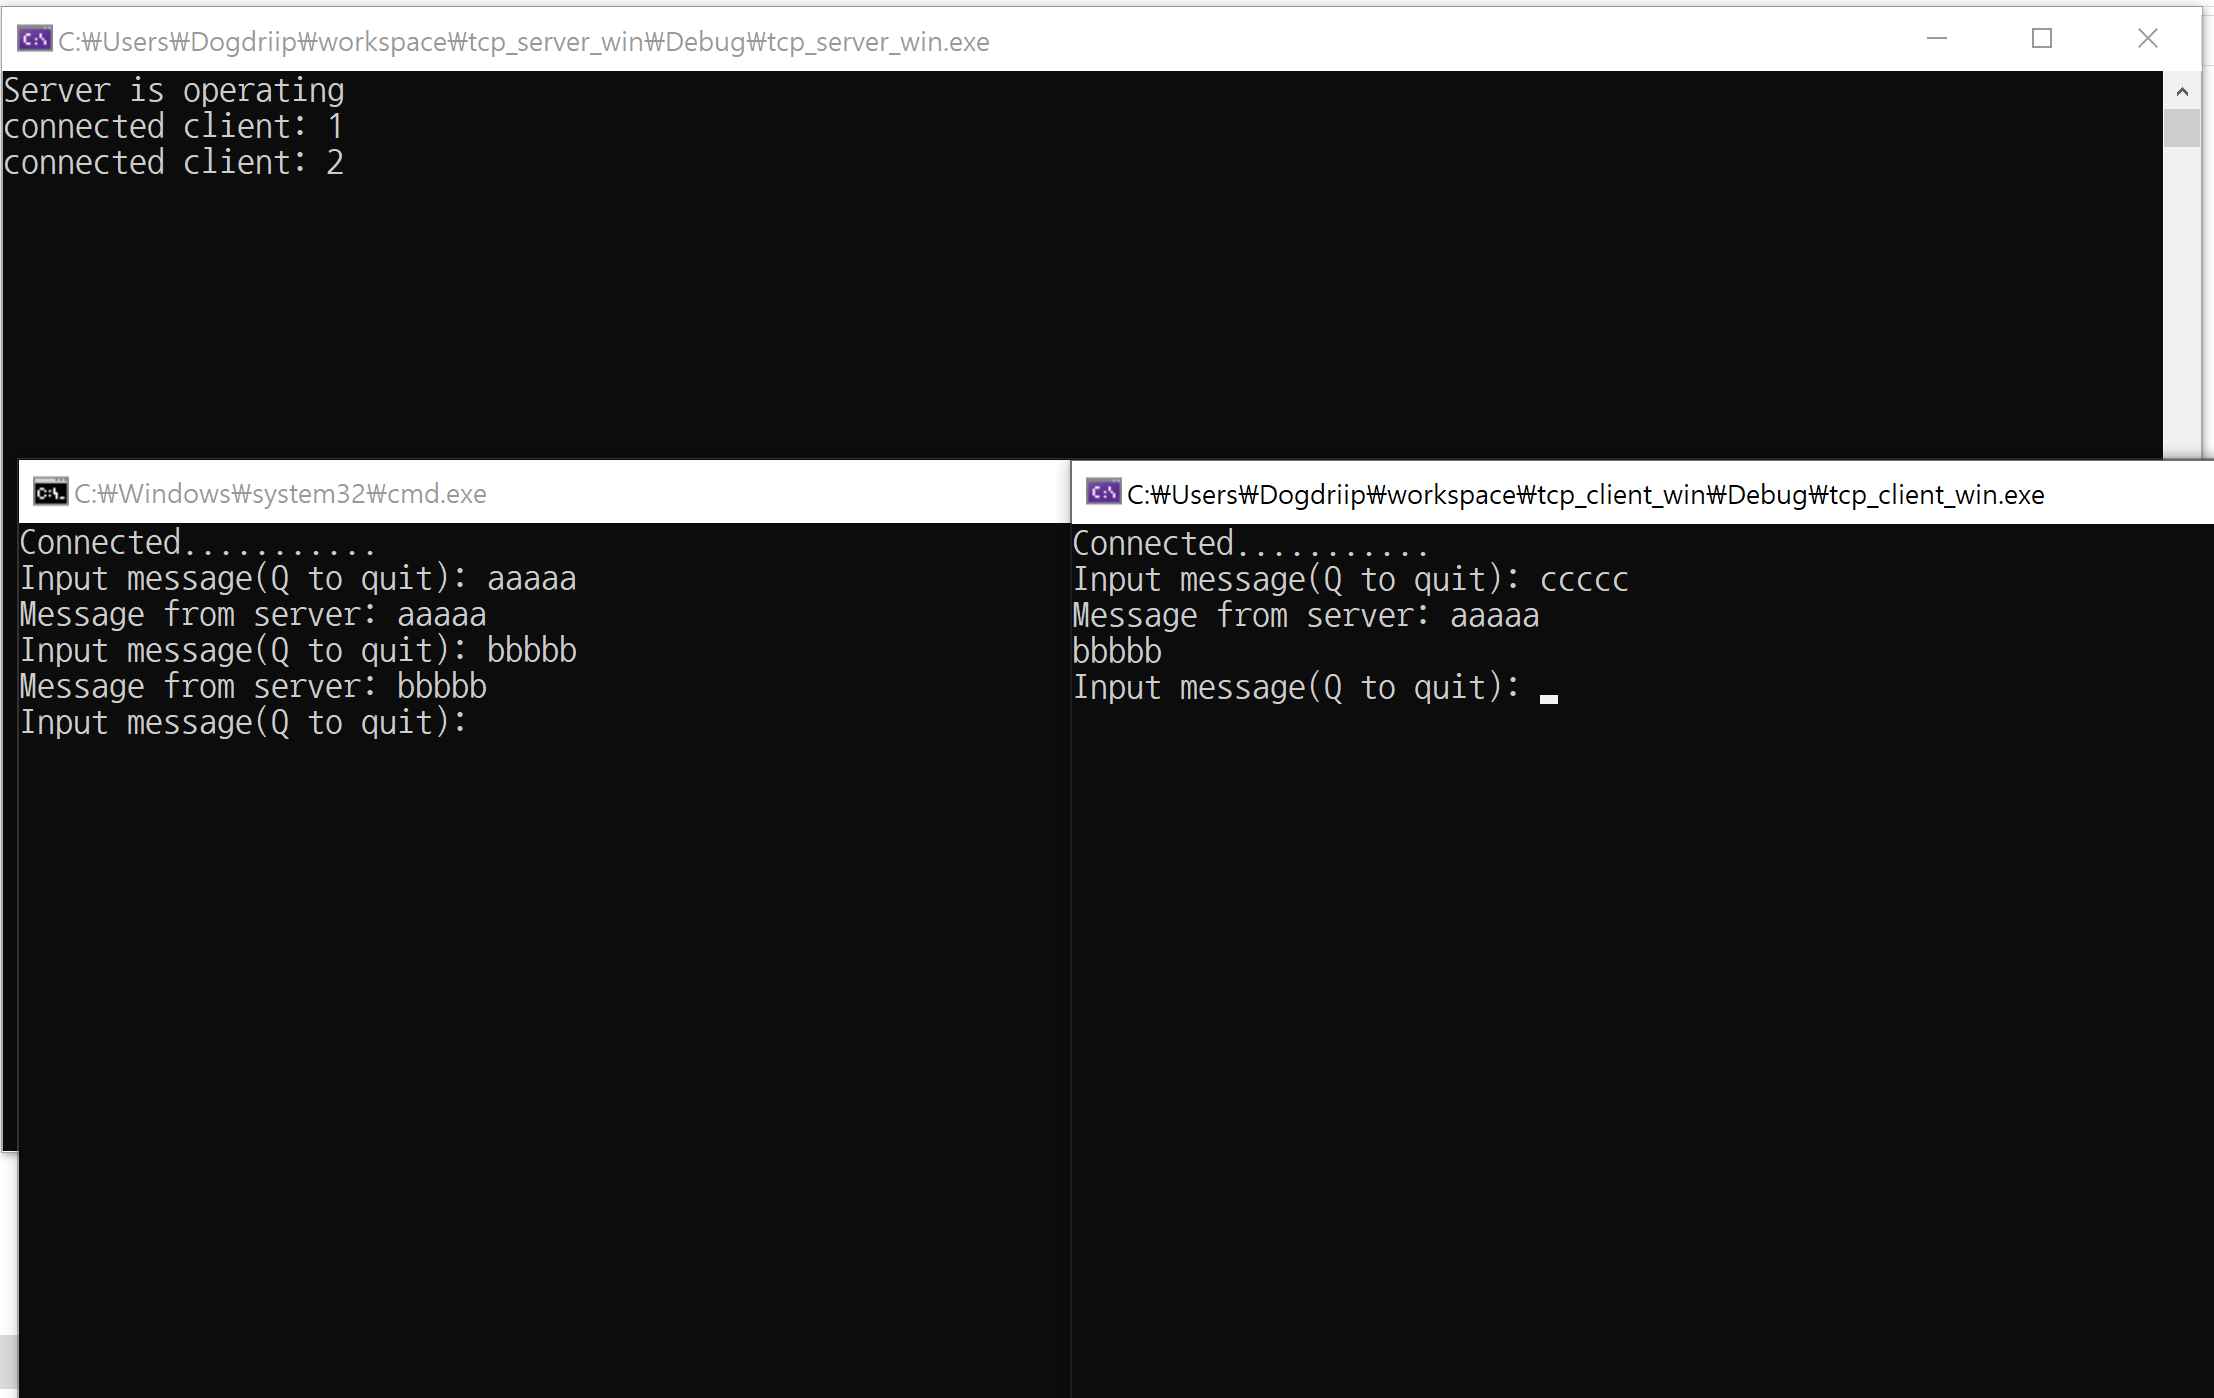 C:₩Users₩Dogdriip₩workspace₩tcp_server_win₩Debug₩tcp_server_win.exe
Server is operating
connected client: 1
connected client: 2
C:₩Windows₩system32₩cmd.exe
Connected...........
Input message(Q to quit): aaaaa
Message from server: aaaaa
Input message(Q to quit): bbbbb
Message from server: bbbbb
Input message(Q to quit):
C:₩Users₩Dogdriip₩workspace₩tcp_client_win₩Debug₩tcp_client_win.exe
Connected...........
Input message(Q to quit): ccccc
Message from server: aaaaa
bbbbb
Input message(Q to quit):